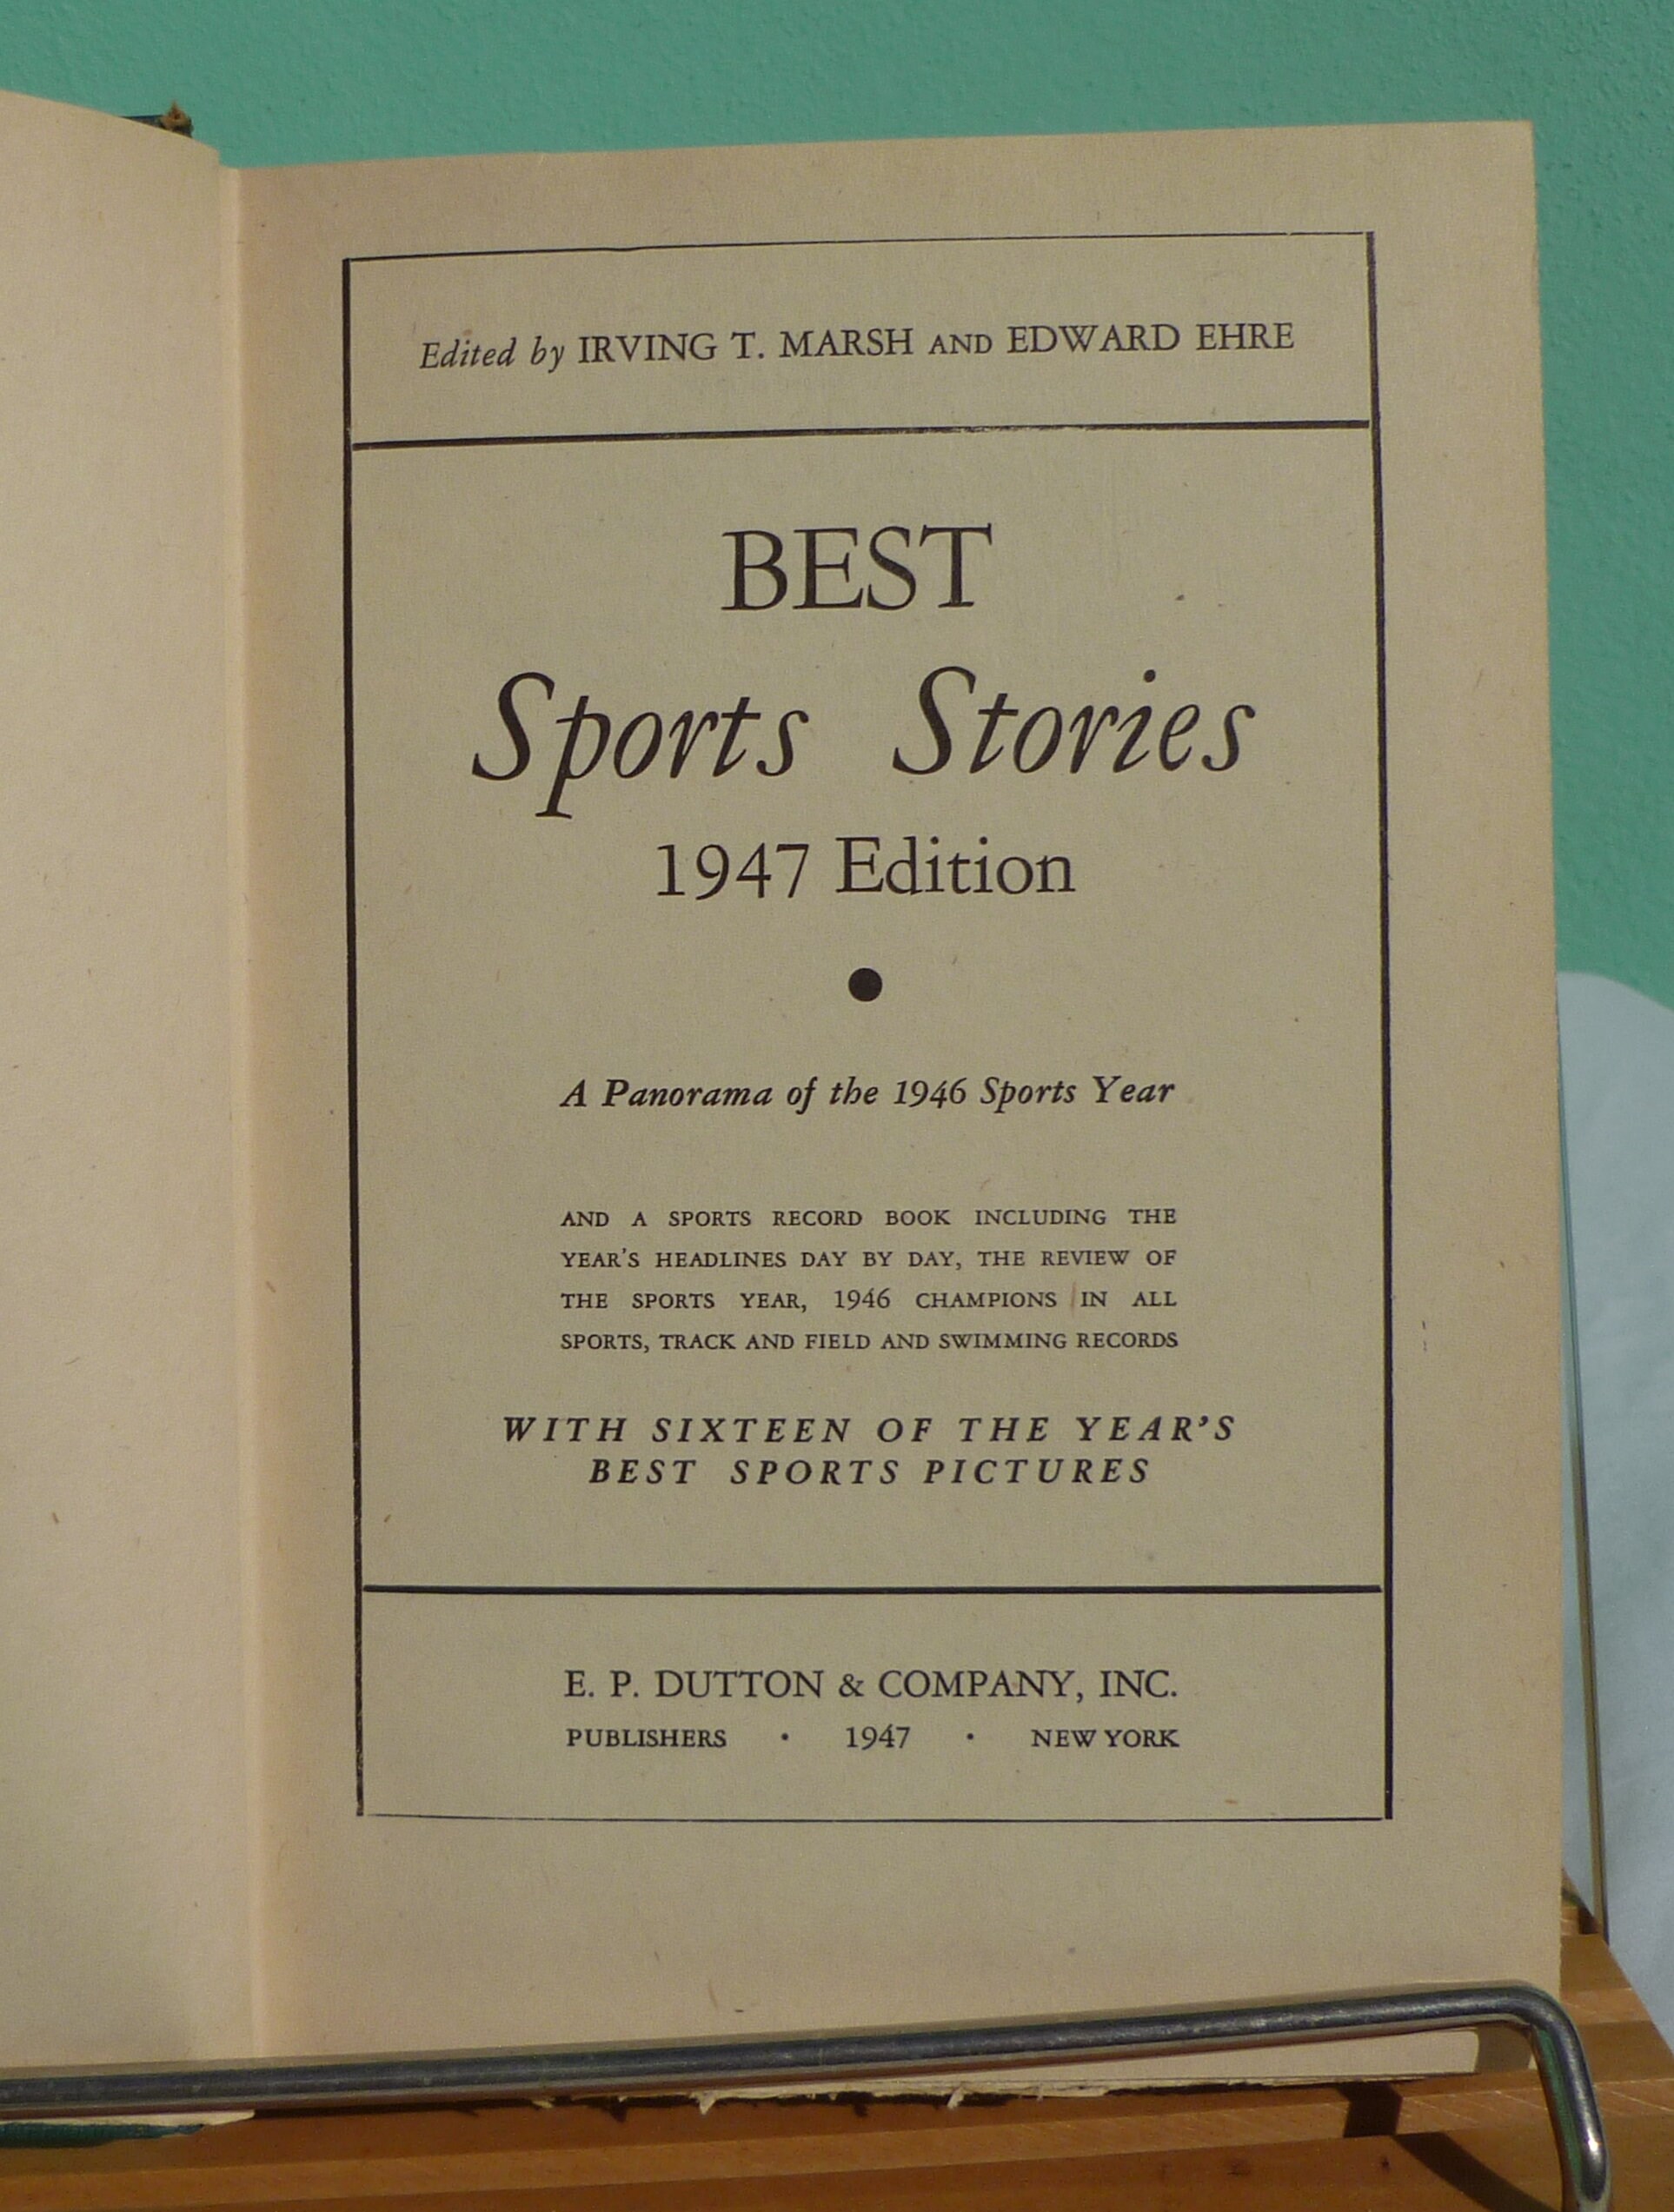 Edited by IRVING T. MARSH AND EDWARD EHRE
BEST
Sports Stories
1947 Edition
●
A Panorama of the 1946 Sports Year
AND A SPORTS RECORD BOOK INCLUDING THE
YEAR'S HEADLINES DAY BY DAY, THE REVIEW OF
THE SPORTS YEAR, 1946 CHAMPIONS IN ALL
SPORTS, TRACK AND FIELD AND SWIMMING RECORDS
WITH SIXTEEN OF THE YEAR'S
BEST SPORTS PICTURES
E. P. DUTTON & COMPANY, INC.
PUBLISHERS · 1947 · NEW YORK